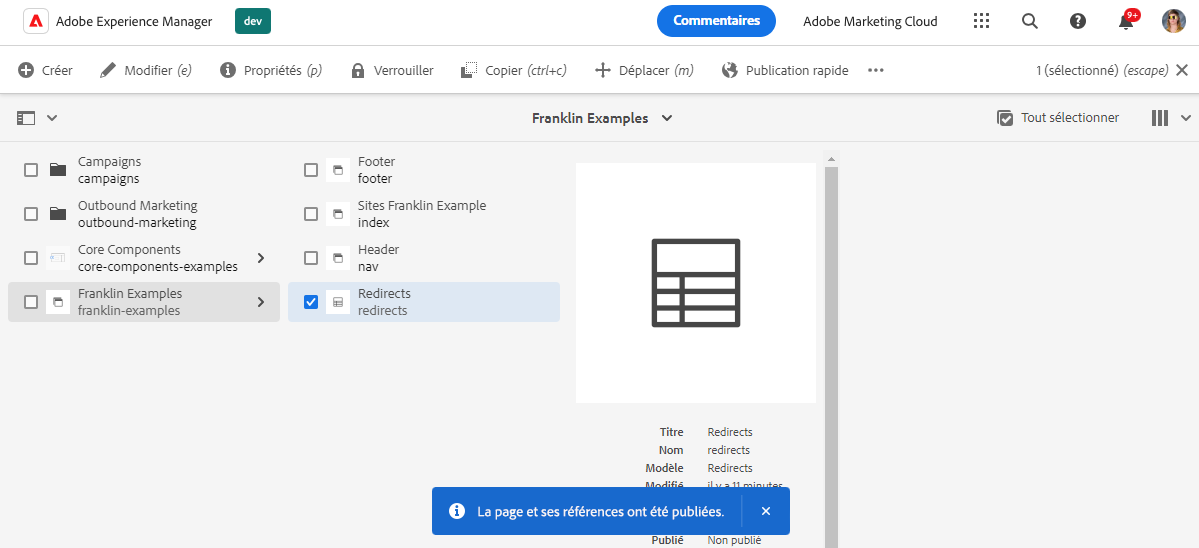 Adobe Experience Manager
dev
Commentaires
Adobe Marketing Cloud
9+
Créer
Modifier (e)
Propriétés (p)
Verrouiller
Copier (ctrl+c)
Déplacer (m)
Publication rapide
1 (sélectionné) (escape)
Franklin Examples
Tout sélectionner
Campaigns
campaigns
Outbound Marketing
outbound-marketing
Core Components
core-components-examples
Franklin Examples
franklin-examples
Footer
footer
Sites Franklin Example
index
Header
nav
Redirects
redirects
Titre Redirects
Nom redirects
Modèle Redirects
Modifié il y a 11 minutes
La page et ses références ont été publiées.
Publié Non publié